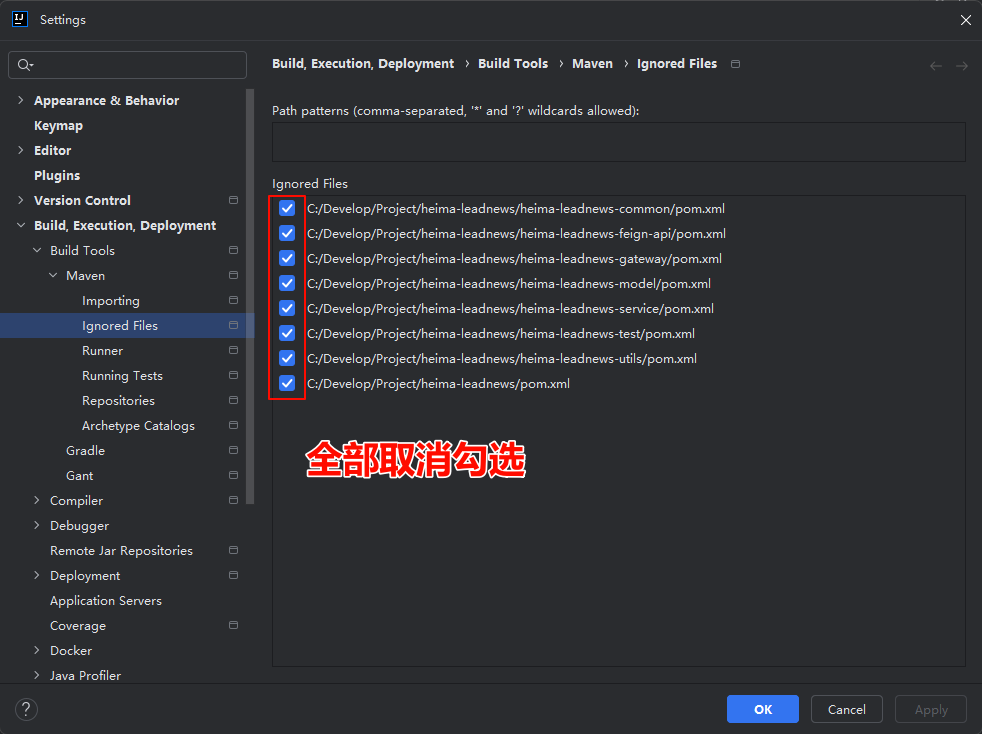 Settings
Appearance & Behavior
Keymap
Editor
Plugins
Version Control
Build, Execution, Deployment
Build Tools
Maven
Importing
Ignored Files
Runner
Running Tests
Repositories
Archetype Catalogs
Gradle
Gant
Compiler
Debugger
Remote Jar Repositories
Deployment
Application Servers
Coverage
Docker
Java Profiler
Build, Execution, Deployment › Build Tools › Maven › Ignored Files
Path patterns (comma-separated, '*' and '?' wildcards allowed):
Ignored Files
C:/Develop/Project/heima-leadnews/heima-leadnews-common/pom.xml
C:/Develop/Project/heima-leadnews/heima-leadnews-feign-api/pom.xml
C:/Develop/Project/heima-leadnews/heima-leadnews-gateway/pom.xml
C:/Develop/Project/heima-leadnews/heima-leadnews-model/pom.xml
C:/Develop/Project/heima-leadnews/heima-leadnews-service/pom.xml
C:/Develop/Project/heima-leadnews/heima-leadnews-test/pom.xml
C:/Develop/Project/heima-leadnews/heima-leadnews-utils/pom.xml
C:/Develop/Project/heima-leadnews/pom.xml
全部取消勾选
?
OK Cancel Apply